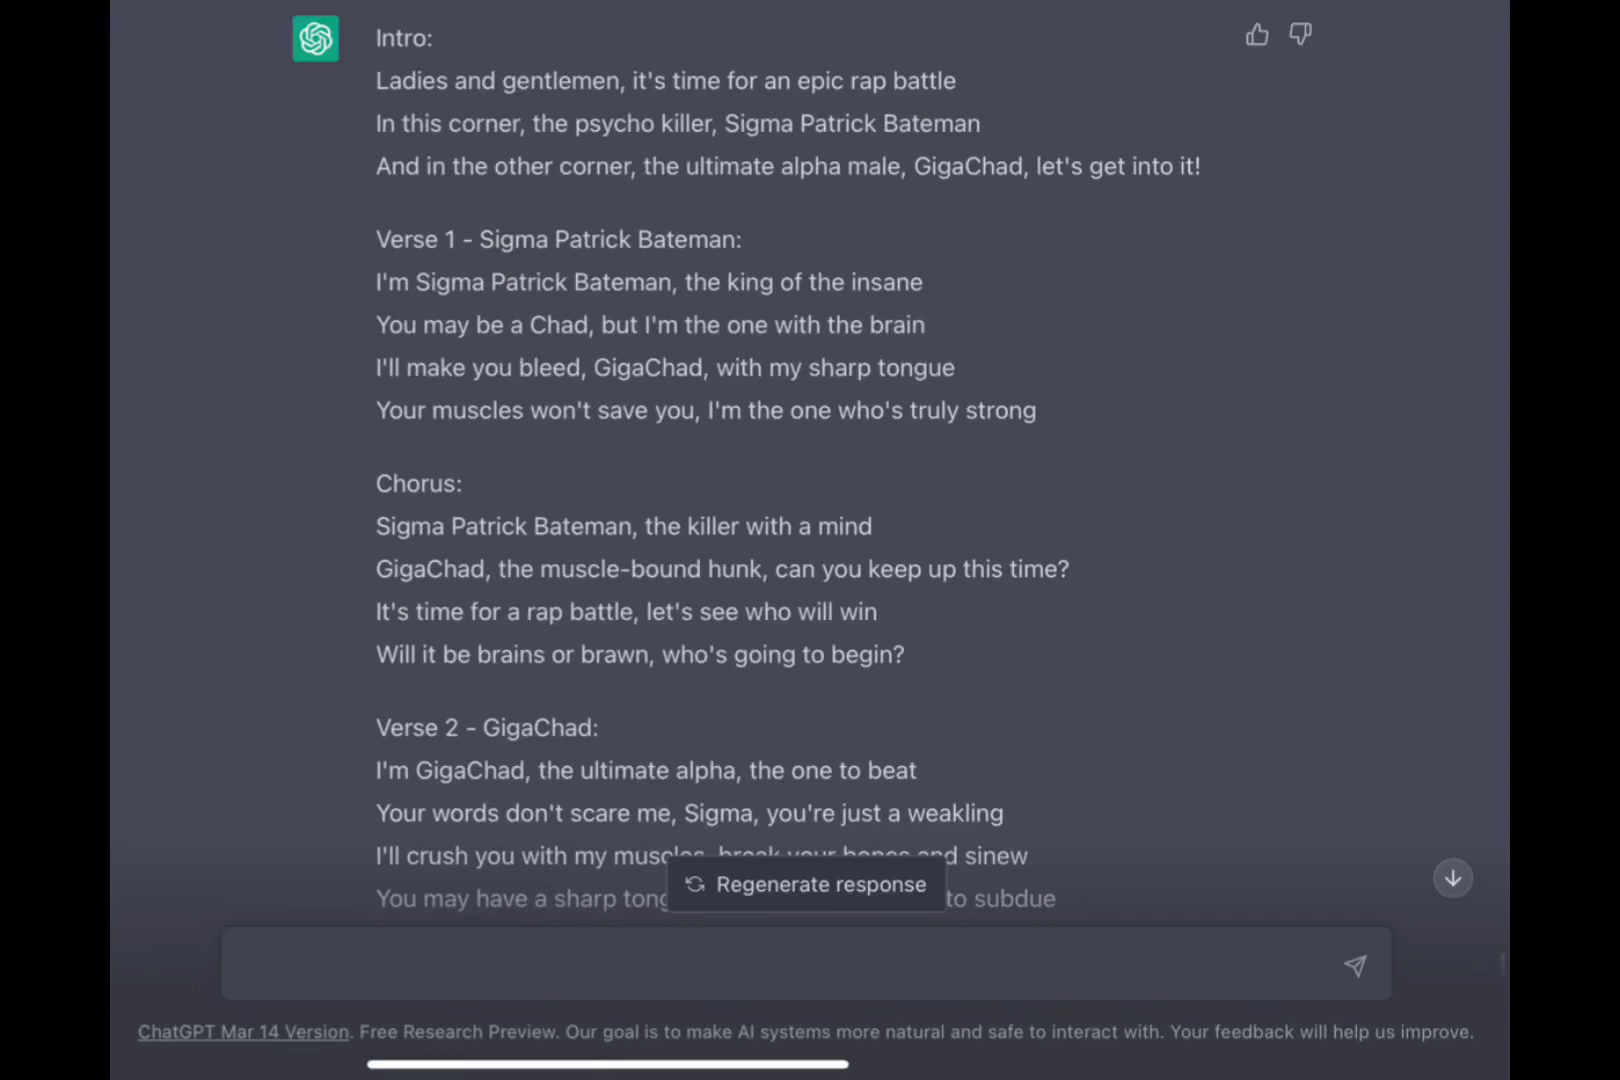 Intro:
Ladies and gentlemen, it's time for an epic rap battle
In this corner, the psycho killer, Sigma Patrick Bateman
And in the other corner, the ultimate alpha male, GigaChad, let's get into it!
Verse 1 - Sigma Patrick Bateman:
I'm Sigma Patrick Bateman, the king of the insane
You may be a Chad, but I'm the one with the brain
I'll make you bleed, GigaChad, with my sharp tongue
Your muscles won't save you, I'm the one who's truly strong
Chorus:
Sigma Patrick Bateman, the killer with a mind
GigaChad, the muscle-bound hunk, can you keep up this time?
It's time for a rap battle, let's see who will win
Will it be brains or brawn, who's going to begin?
Verse 2 - GigaChad:
I'm GigaChad, the ultimate alpha, the one to beat
Your words don't scare me, Sigma, you're just a weakling
I'll crush you with my muscles, break your bones and sinew
You may have a sharp to subdue
Regenerate response
ChatGPT Mar 14 Version. Free Research Preview. Our goal is to make AI systems more natural and safe to interact with. Your feedback will help us improve.